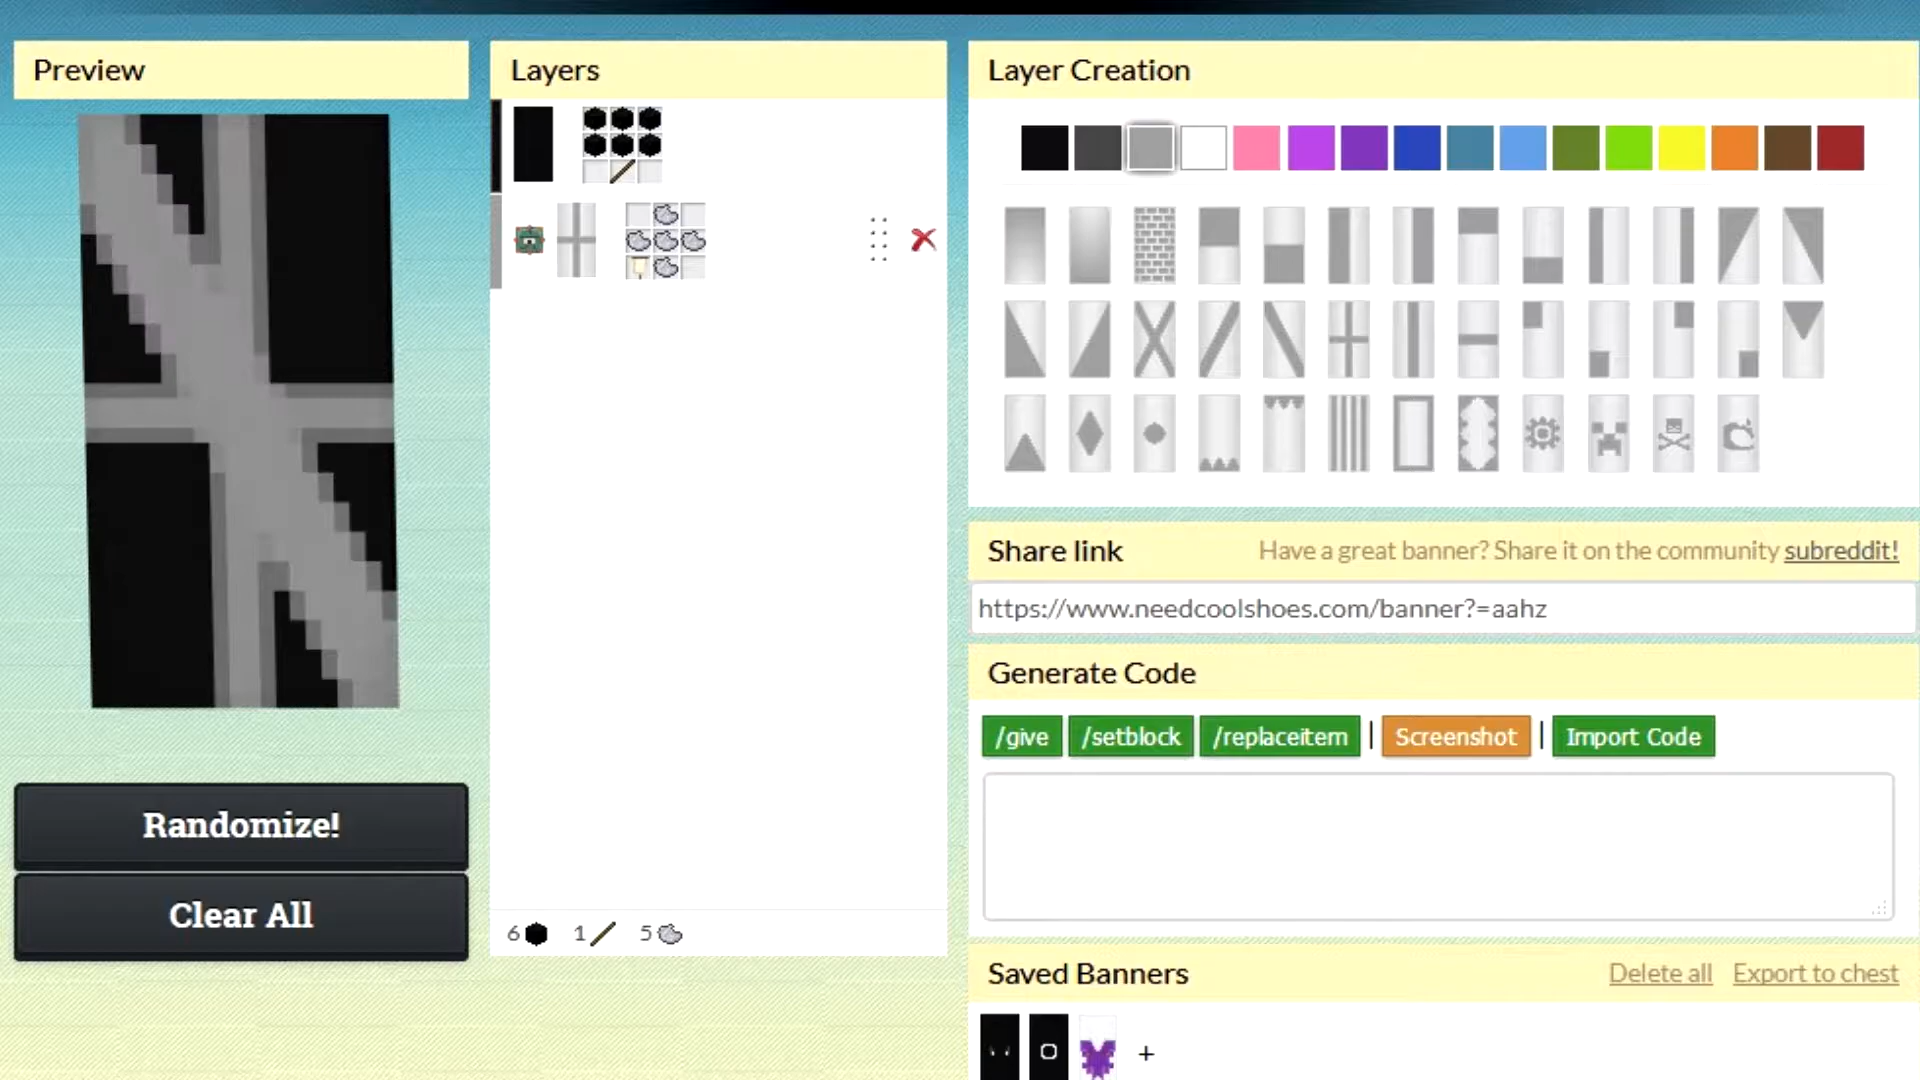 Preview
Layers
Layer Creation
Share link
Have a great banner? Share it on the community subreddit!
https://www.needcoolshoes.com/banner?=aahz
Generate Code
/give
/setblock
/replaceitem
|
Screenshot
|
Import Code
Randomize!
Clear All
6
1
5
Saved Banners
Delete all
Export to chest
+